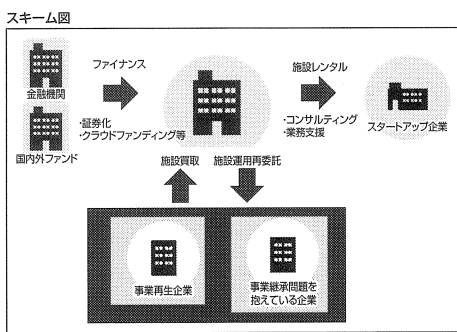 スキーム図
金融機関
国内外ファンド
ファイナンス
・証券化
・クラウドファンディング等
施設レンタル
・コンサルティング
・業務支援
スタートアップ企業
施設買取
施設運用再委託
事業再生企業
事業継承問題を
抱えている企業